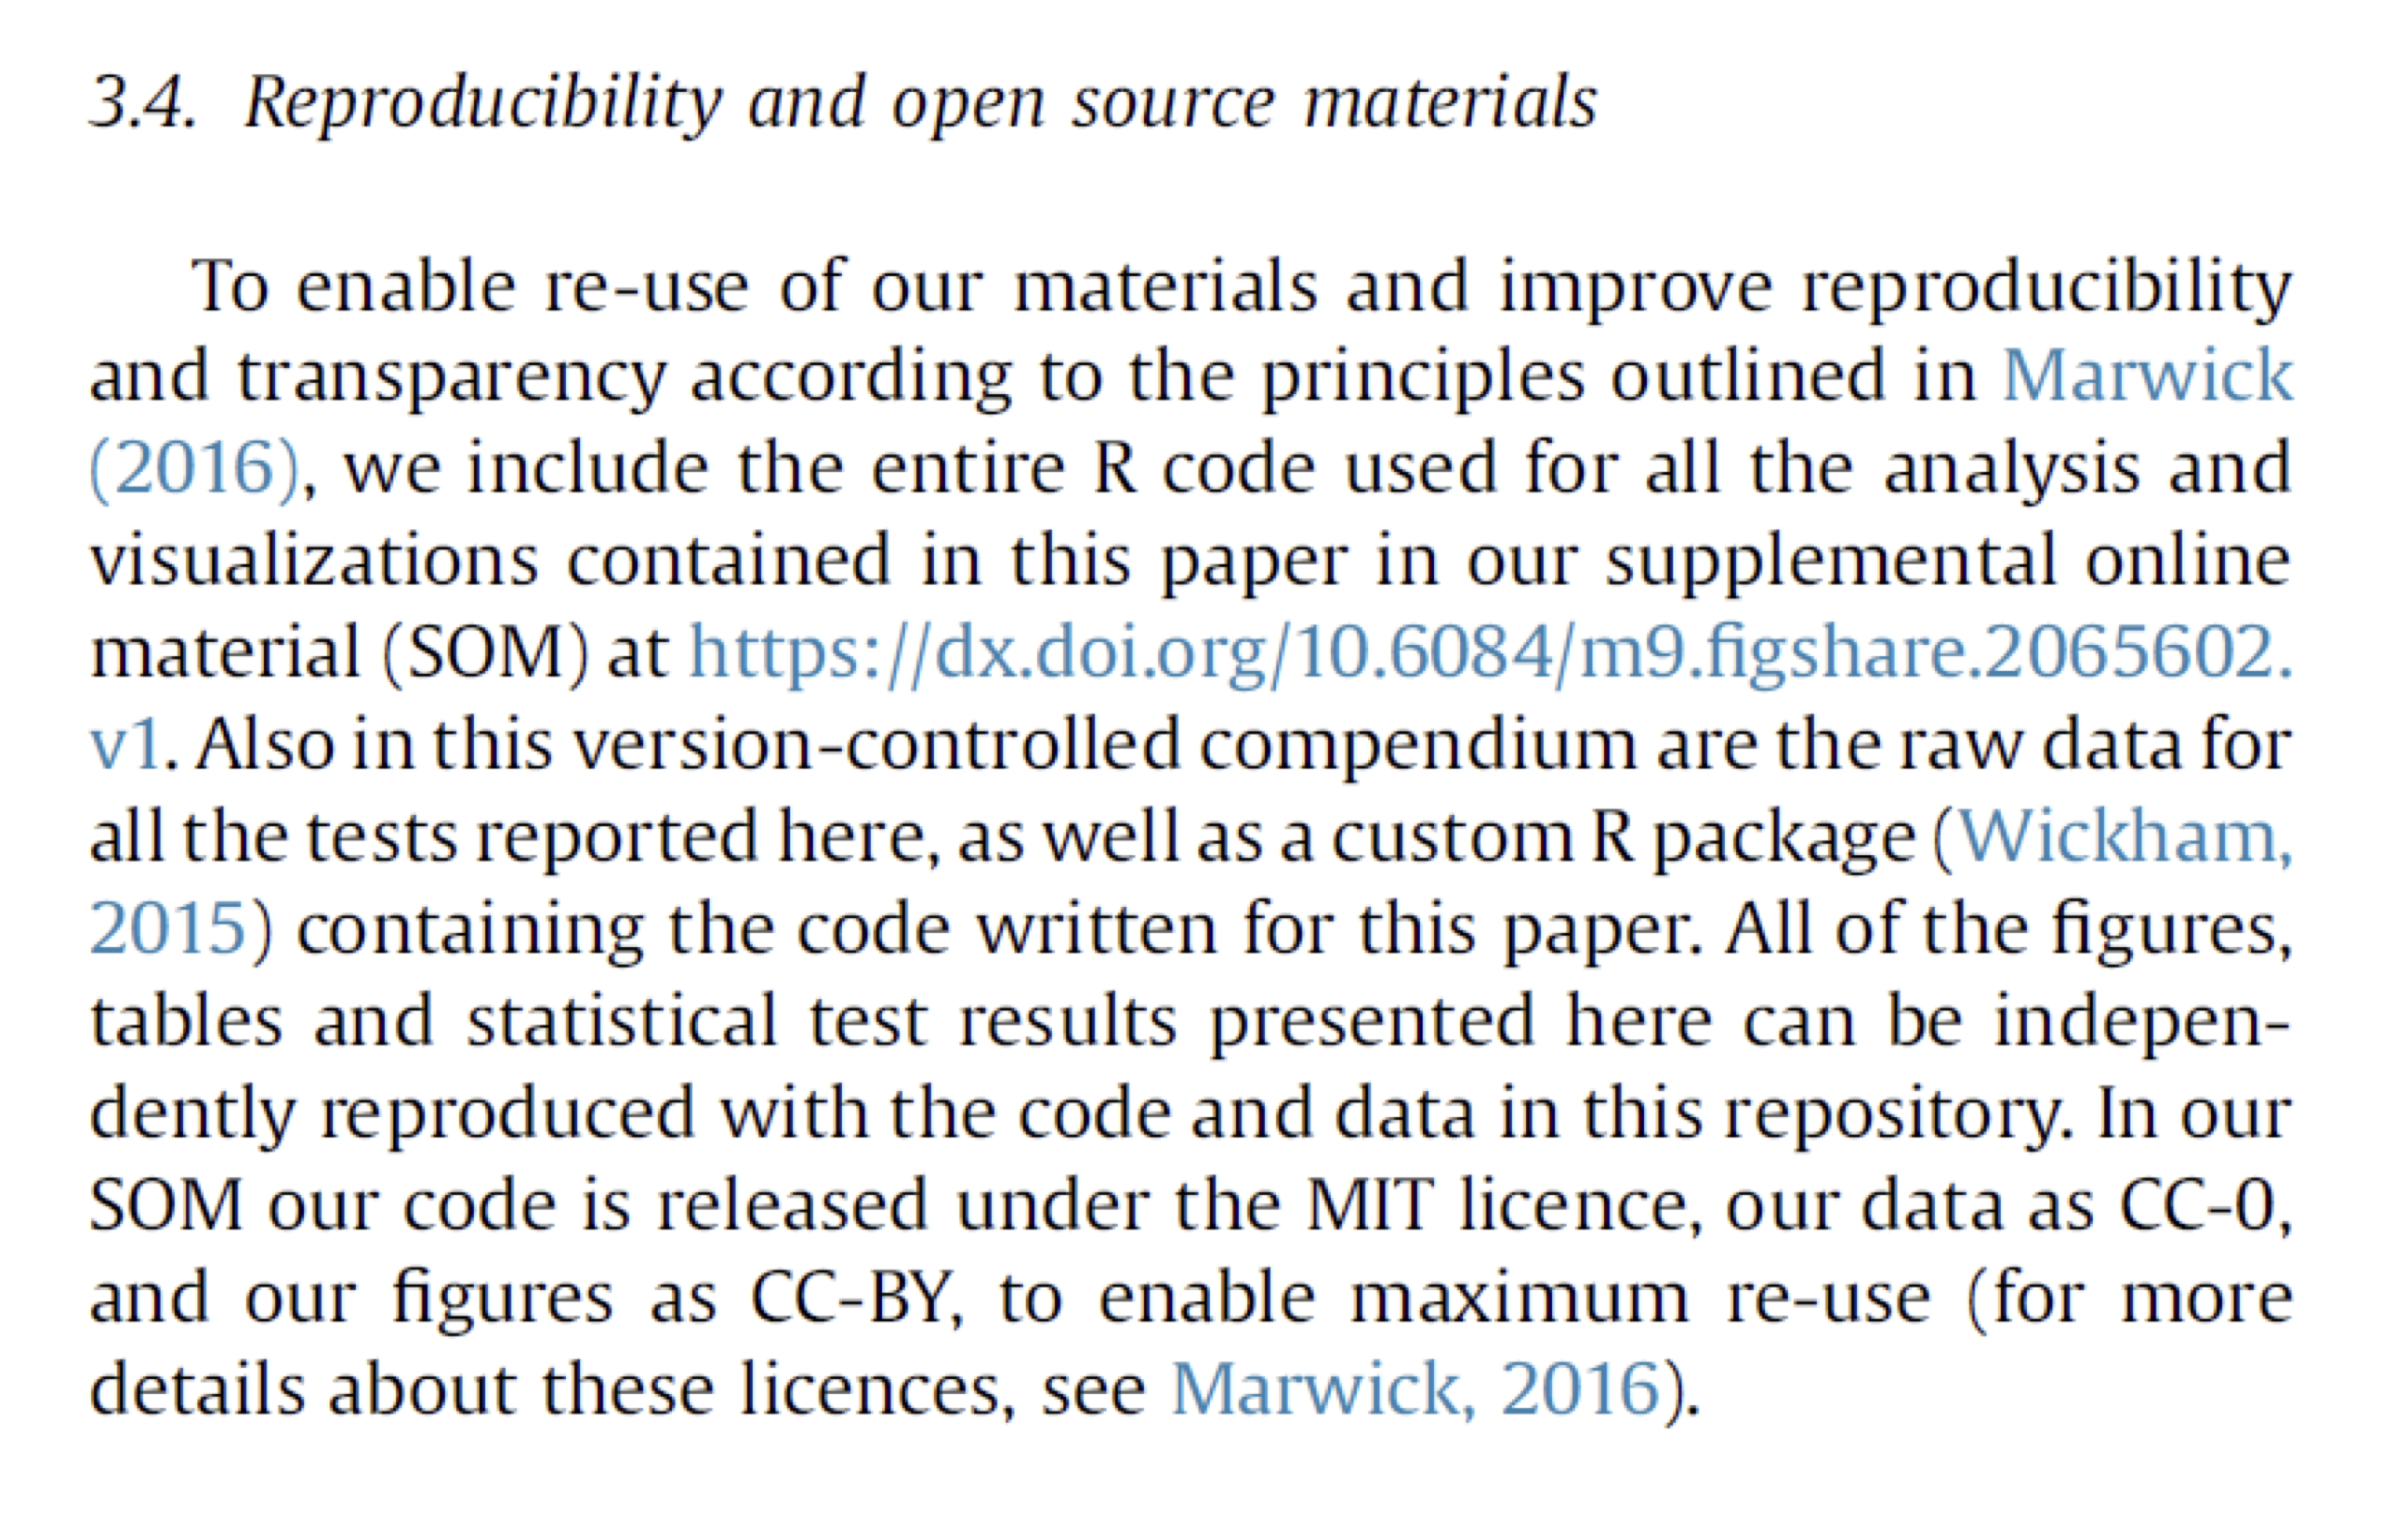 3.4. Reproducibility and open source materials
To enable re-use of our materials and improve reproducibility
and transparency according to the principles outlined in Marwick
(2016), we include the entire R code used for all the analysis and
visualizations contained in this paper in our supplemental online
material (SOM) at https://dx.doi.org/10.6084/m9.figshare.2065602.
v1. Also in this version-controlled compendium are the raw data for
all the tests reported here, as well as a custom R package (Wickham,
2015) containing the code written for this paper. All of the figures,
tables and statistical test results presented here can be indepen-
dently reproduced with the code and data in this repository. In our
SOM our code is released under the MIT licence, our data as CC-0,
and our figures as CC-BY, to enable maximum re-use (for more
details about these licences, see Marwick, 2016).